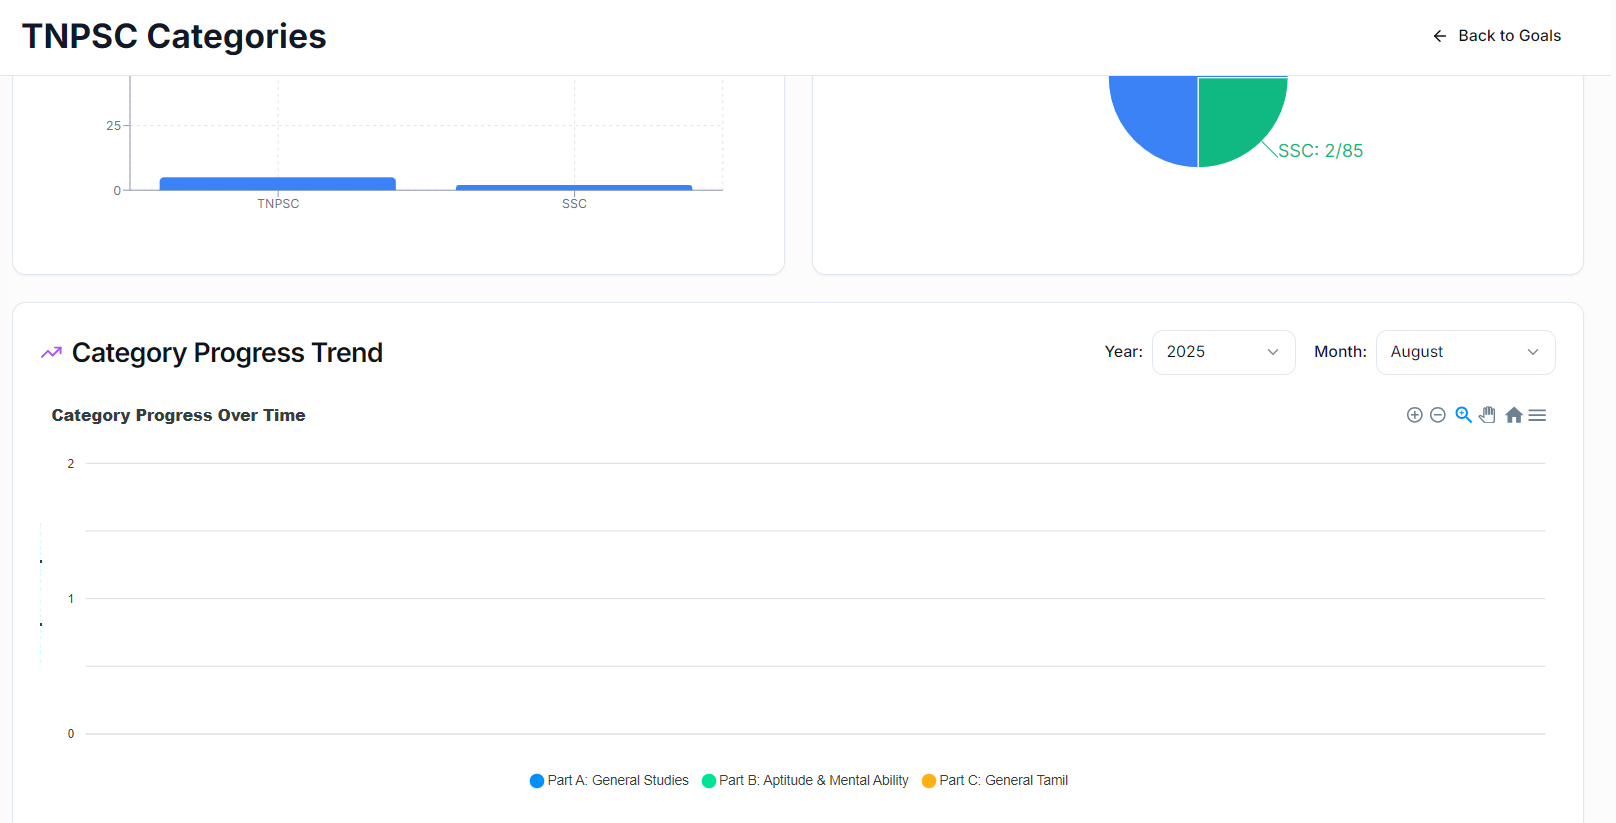 TNPSC Categories
Back to Goals
25
0
TNPSC
SSC
SSC: 2/85
Category Progress Trend
Year:
2025
Month:
August
Category Progress Over Time
2
1
0
Part A: General Studies
Part B: Aptitude & Mental Ability
Part C: General Tamil